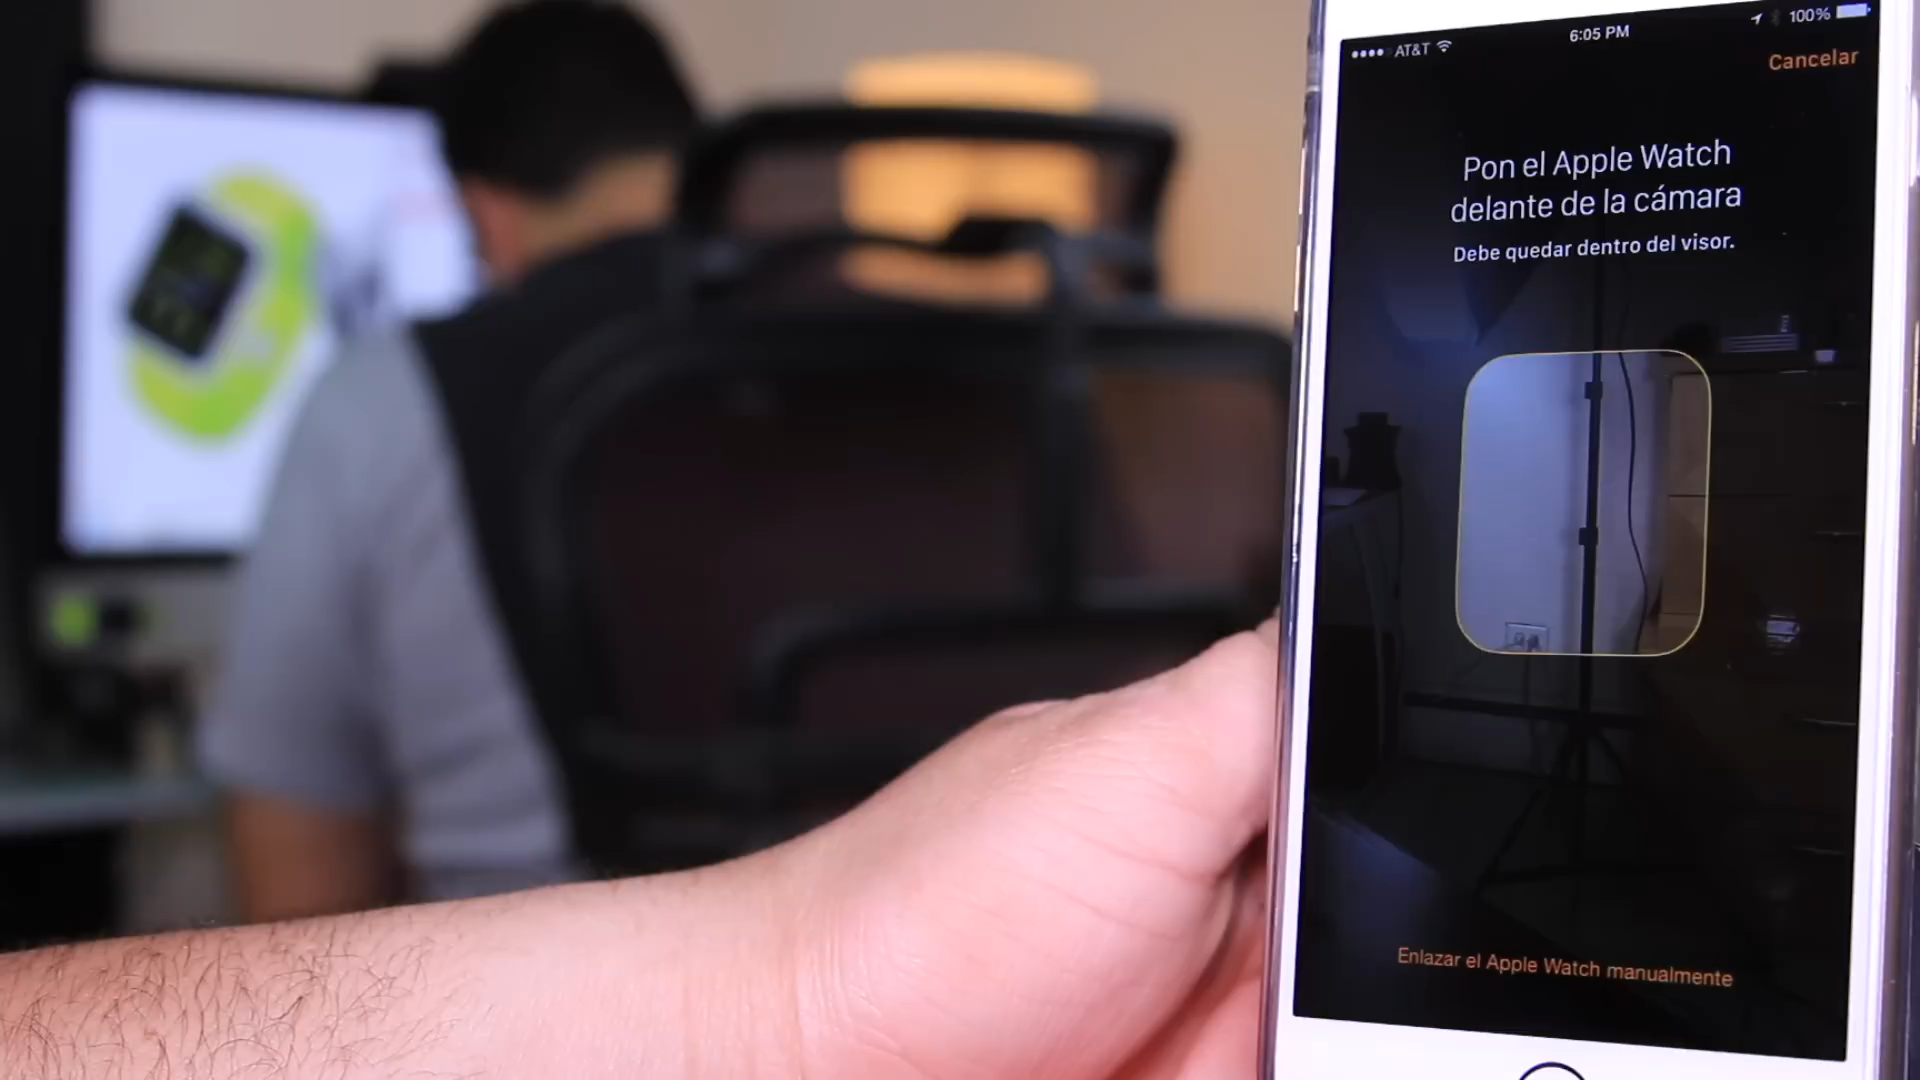 AT&T 6:05 PM 100%
Cancelar
Pon el Apple Watch
delante de la cámara
Debe quedar dentro del visor.
Enlazar el Apple Watch manualmente